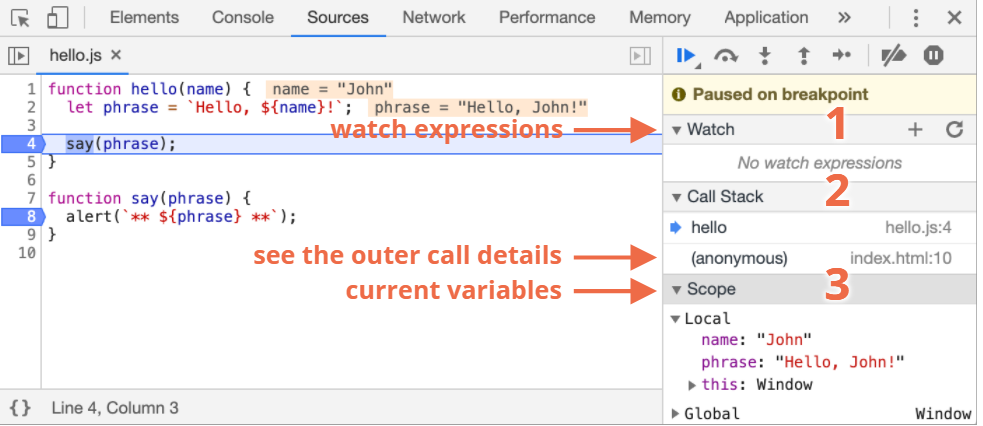 Elements Console Sources Network Performance Memory Application »
hello.js ×
1 function hello(name) { name = "John"
2 let phrase = `Hello, ${name}!`; phrase = "Hello, John!"
3
4 say(phrase);
5 }
6
7 function say(phrase) {
8 alert(`** ${phrase} **`);
9 }
10
{} Line 4, Column 3
watch expressions
see the outer call details
current variables
Paused on breakpoint
Watch 1
No watch expressions
2
Call Stack
hello hello.js:4
(anonymous) index.html:10
Scope 3
Local
name: "John"
phrase: "Hello, John!"
this: Window
Global Window